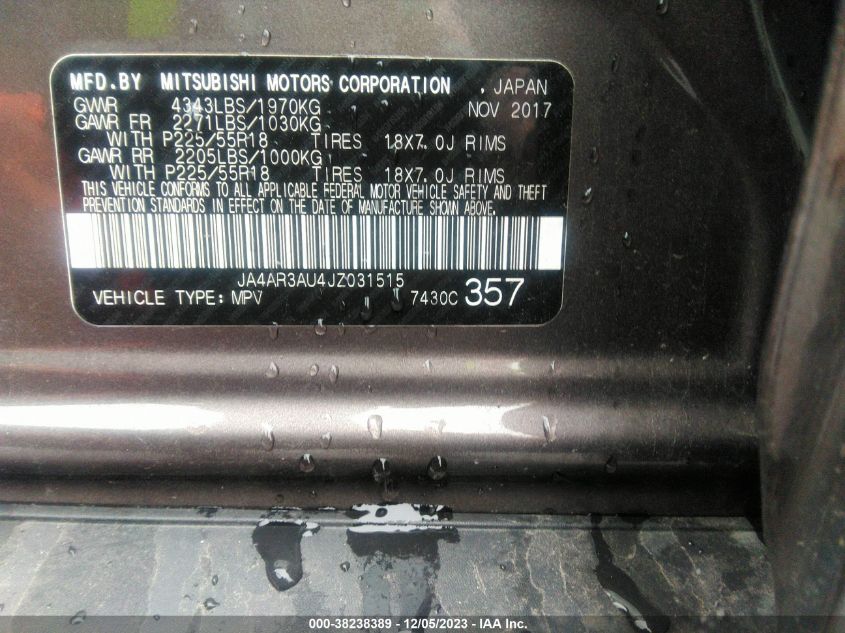 MFD.BY MITSUBISHI MOTORS CORPORATION , JAPAN
GVWR 4343LBS/1970KG NOV 2017
GAWR FR 2271LBS/1030KG
WITH P225/55R18 TIRES 18X7.0J RIMS
GAWR RR 2205LBS/1000KG
WITH P225/55R18 TIRES 18X7.0J RIMS
THIS VEHICLE CONFORMS TO ALL APPLICABLE FEDERAL MOTOR VEHICLE SAFETY AND THEFT
PREVENTION STANDARDS IN EFFECT ON THE DATE OF MANUFACTURE SHOWN ABOVE.
JA4AR3AU4JZ031515
VEHICLE TYPE: MPV 7430C 357
000-38238389 - 12/05/2023 - IAA Inc.